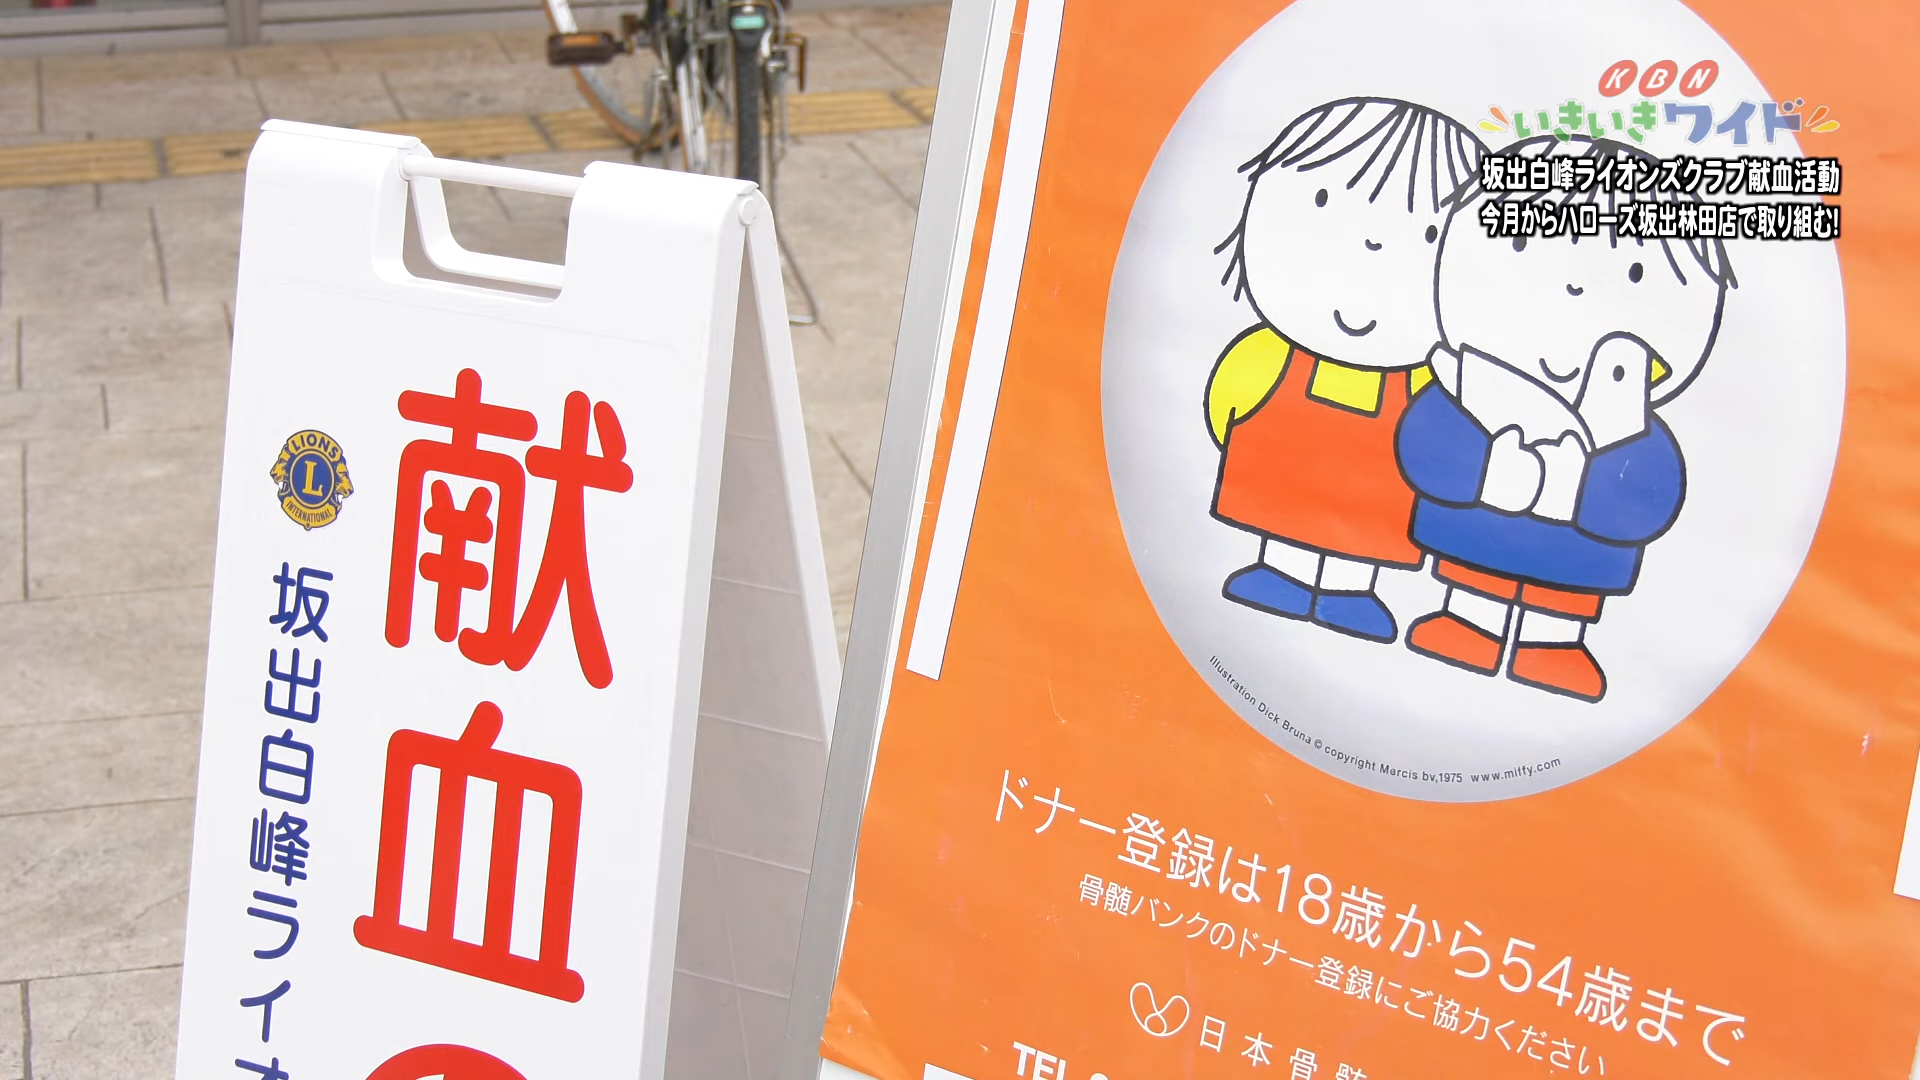 KBN
いきいきワイド
坂出白峰ライオンズクラブ献血活動
今月からハローズ坂出林田店で取り組む!
献血
LIONS
L
INTERNATIONAL
坂出白峰ライオ
Illustration Dick Bruna © copyright Mercis bv,1975 www.miffy.com
ドナー登録は18歳から54歳まで
骨髄バンクのドナー登録にご協力ください
日本骨髄
TEL